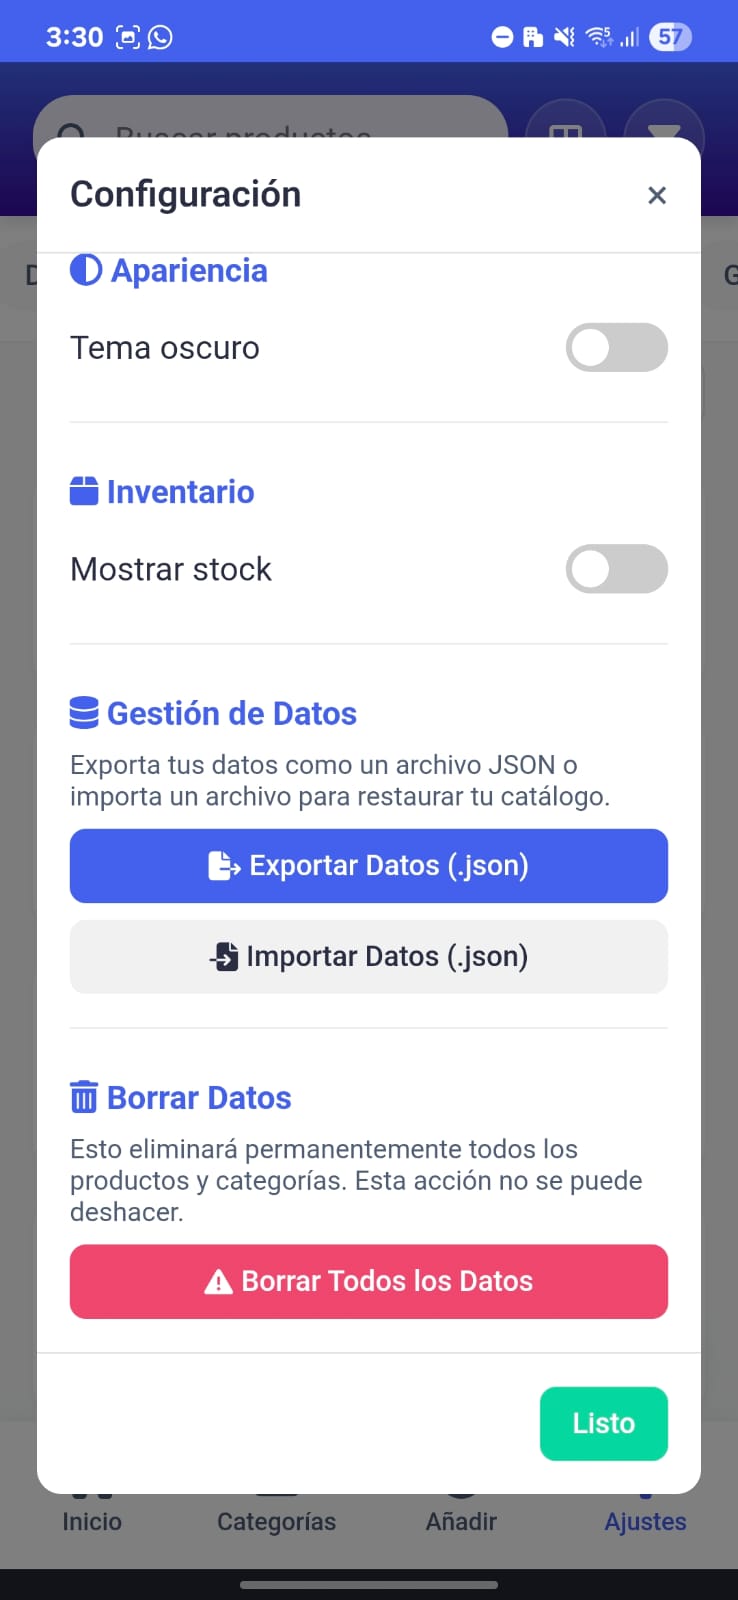 3:30
57
Buscar productos
Configuración
Apariencia
Tema oscuro
Inventario
Mostrar stock
Gestión de Datos
Exporta tus datos como un archivo JSON o
importa un archivo para restaurar tu catálogo.
Exportar Datos (.json)
Importar Datos (.json)
Borrar Datos
Esto eliminará permanentemente todos los
productos y categorías. Esta acción no se puede
deshacer.
Borrar Todos los Datos
Listo
Inicio
Categorías
Añadir
Ajustes